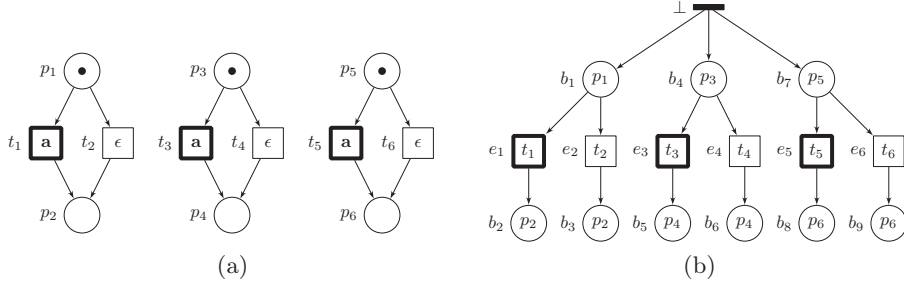 ⊥
p₁ p₃ p₅
b₁ p₁ b₄ p₃ b₇ p₅
t₁ a t₂ ϵ t₃ a t₄ ϵ t₅ a t₆ ϵ
e₁ t₁ e₂ t₂ e₃ t₃ e₄ t₄ e₅ t₅ e₆ t₆
p₂ p₄ p₆
b₂ p₂ b₃ p₂ b₅ p₄ b₆ p₄ b₈ p₆ b₉ p₆
(a) (b)